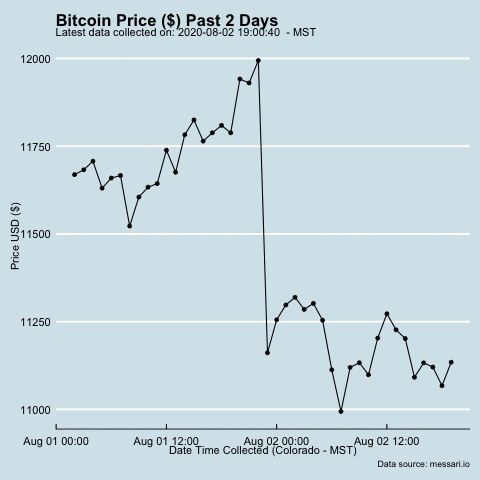 Bitcoin Price ($) Past 2 Days
Latest data collected on: 2020-08-02 19:00:40 - MST
12000
11750
11500
11250
11000
Price USD ($)
Aug 01 00:00 Aug 01 12:00 Aug 02 00:00 Aug 02 12:00
Date Time Collected (Colorado - MST)
Data source: messari.io